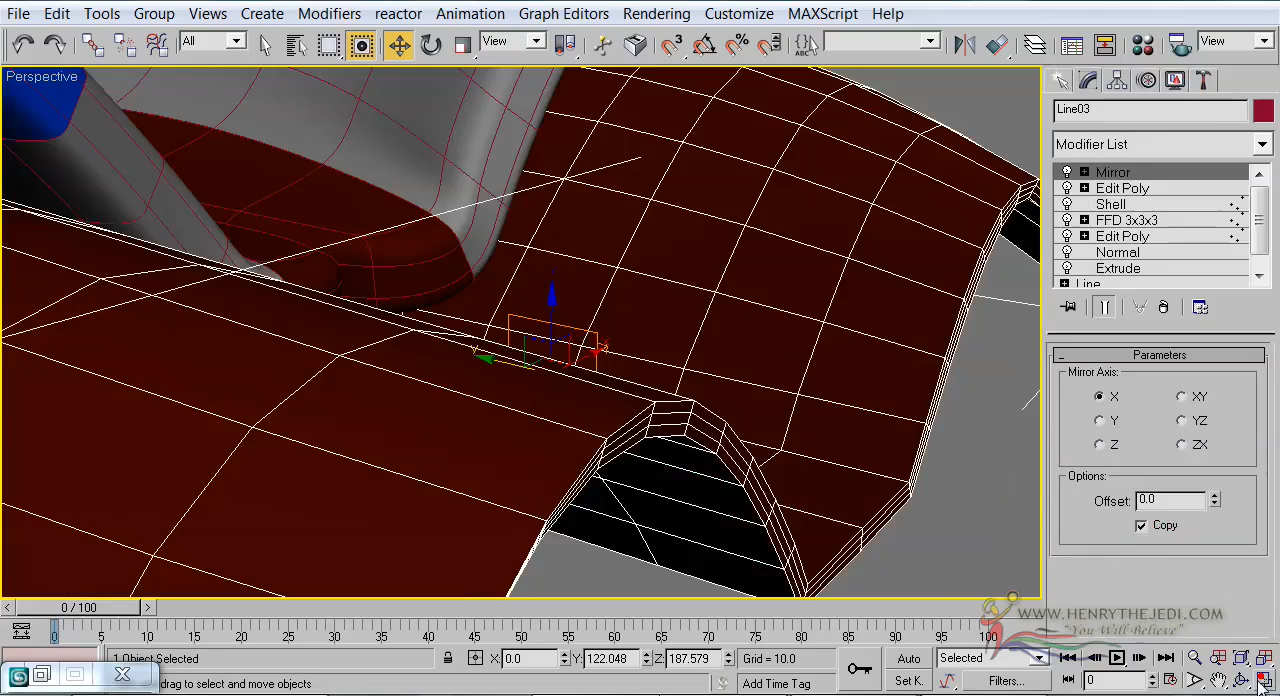 File Edit Tools Group Views Create Modifiers reactor Animation Graph Editors Rendering Customize MAXScript Help
All View 3 % ABC View
Perspective
Line03
Modifier List
Mirror
Edit Poly
Shell
FFD 3x3x3
Edit Poly
Normal
Extrude
Line
Parameters
Mirror Axis:
X XY
Y YZ
Z ZX
Options:
Offset: 0.0
Copy
0 / 100
WWW.HENRYTHEJEDI.COM
"You Will Believe"
0 5 10 15 20 25 30 35 40 45 50 55 60 65 70 75 80 85 90 95 100
1 Object Selected X: 0.0 Y: 122.048 Z: 187.579 Grid = 10.0 Auto Selected
drag to select and move objects Add Time Tag Set K. Filters... 0